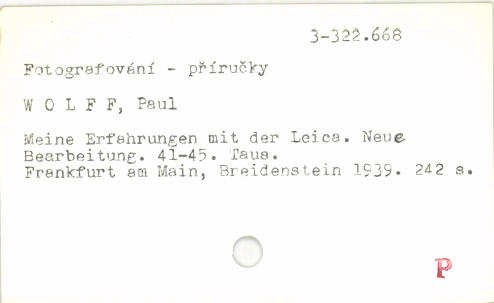 3-322.668
Fotografování - příručky
W O L F F, Paul
Meine Erfahrungen mit der Leica. Neue
Bearbeitung. 41-45. Taus.
Frankfurt am Main, Breidenstein 1939. 242 s.
P